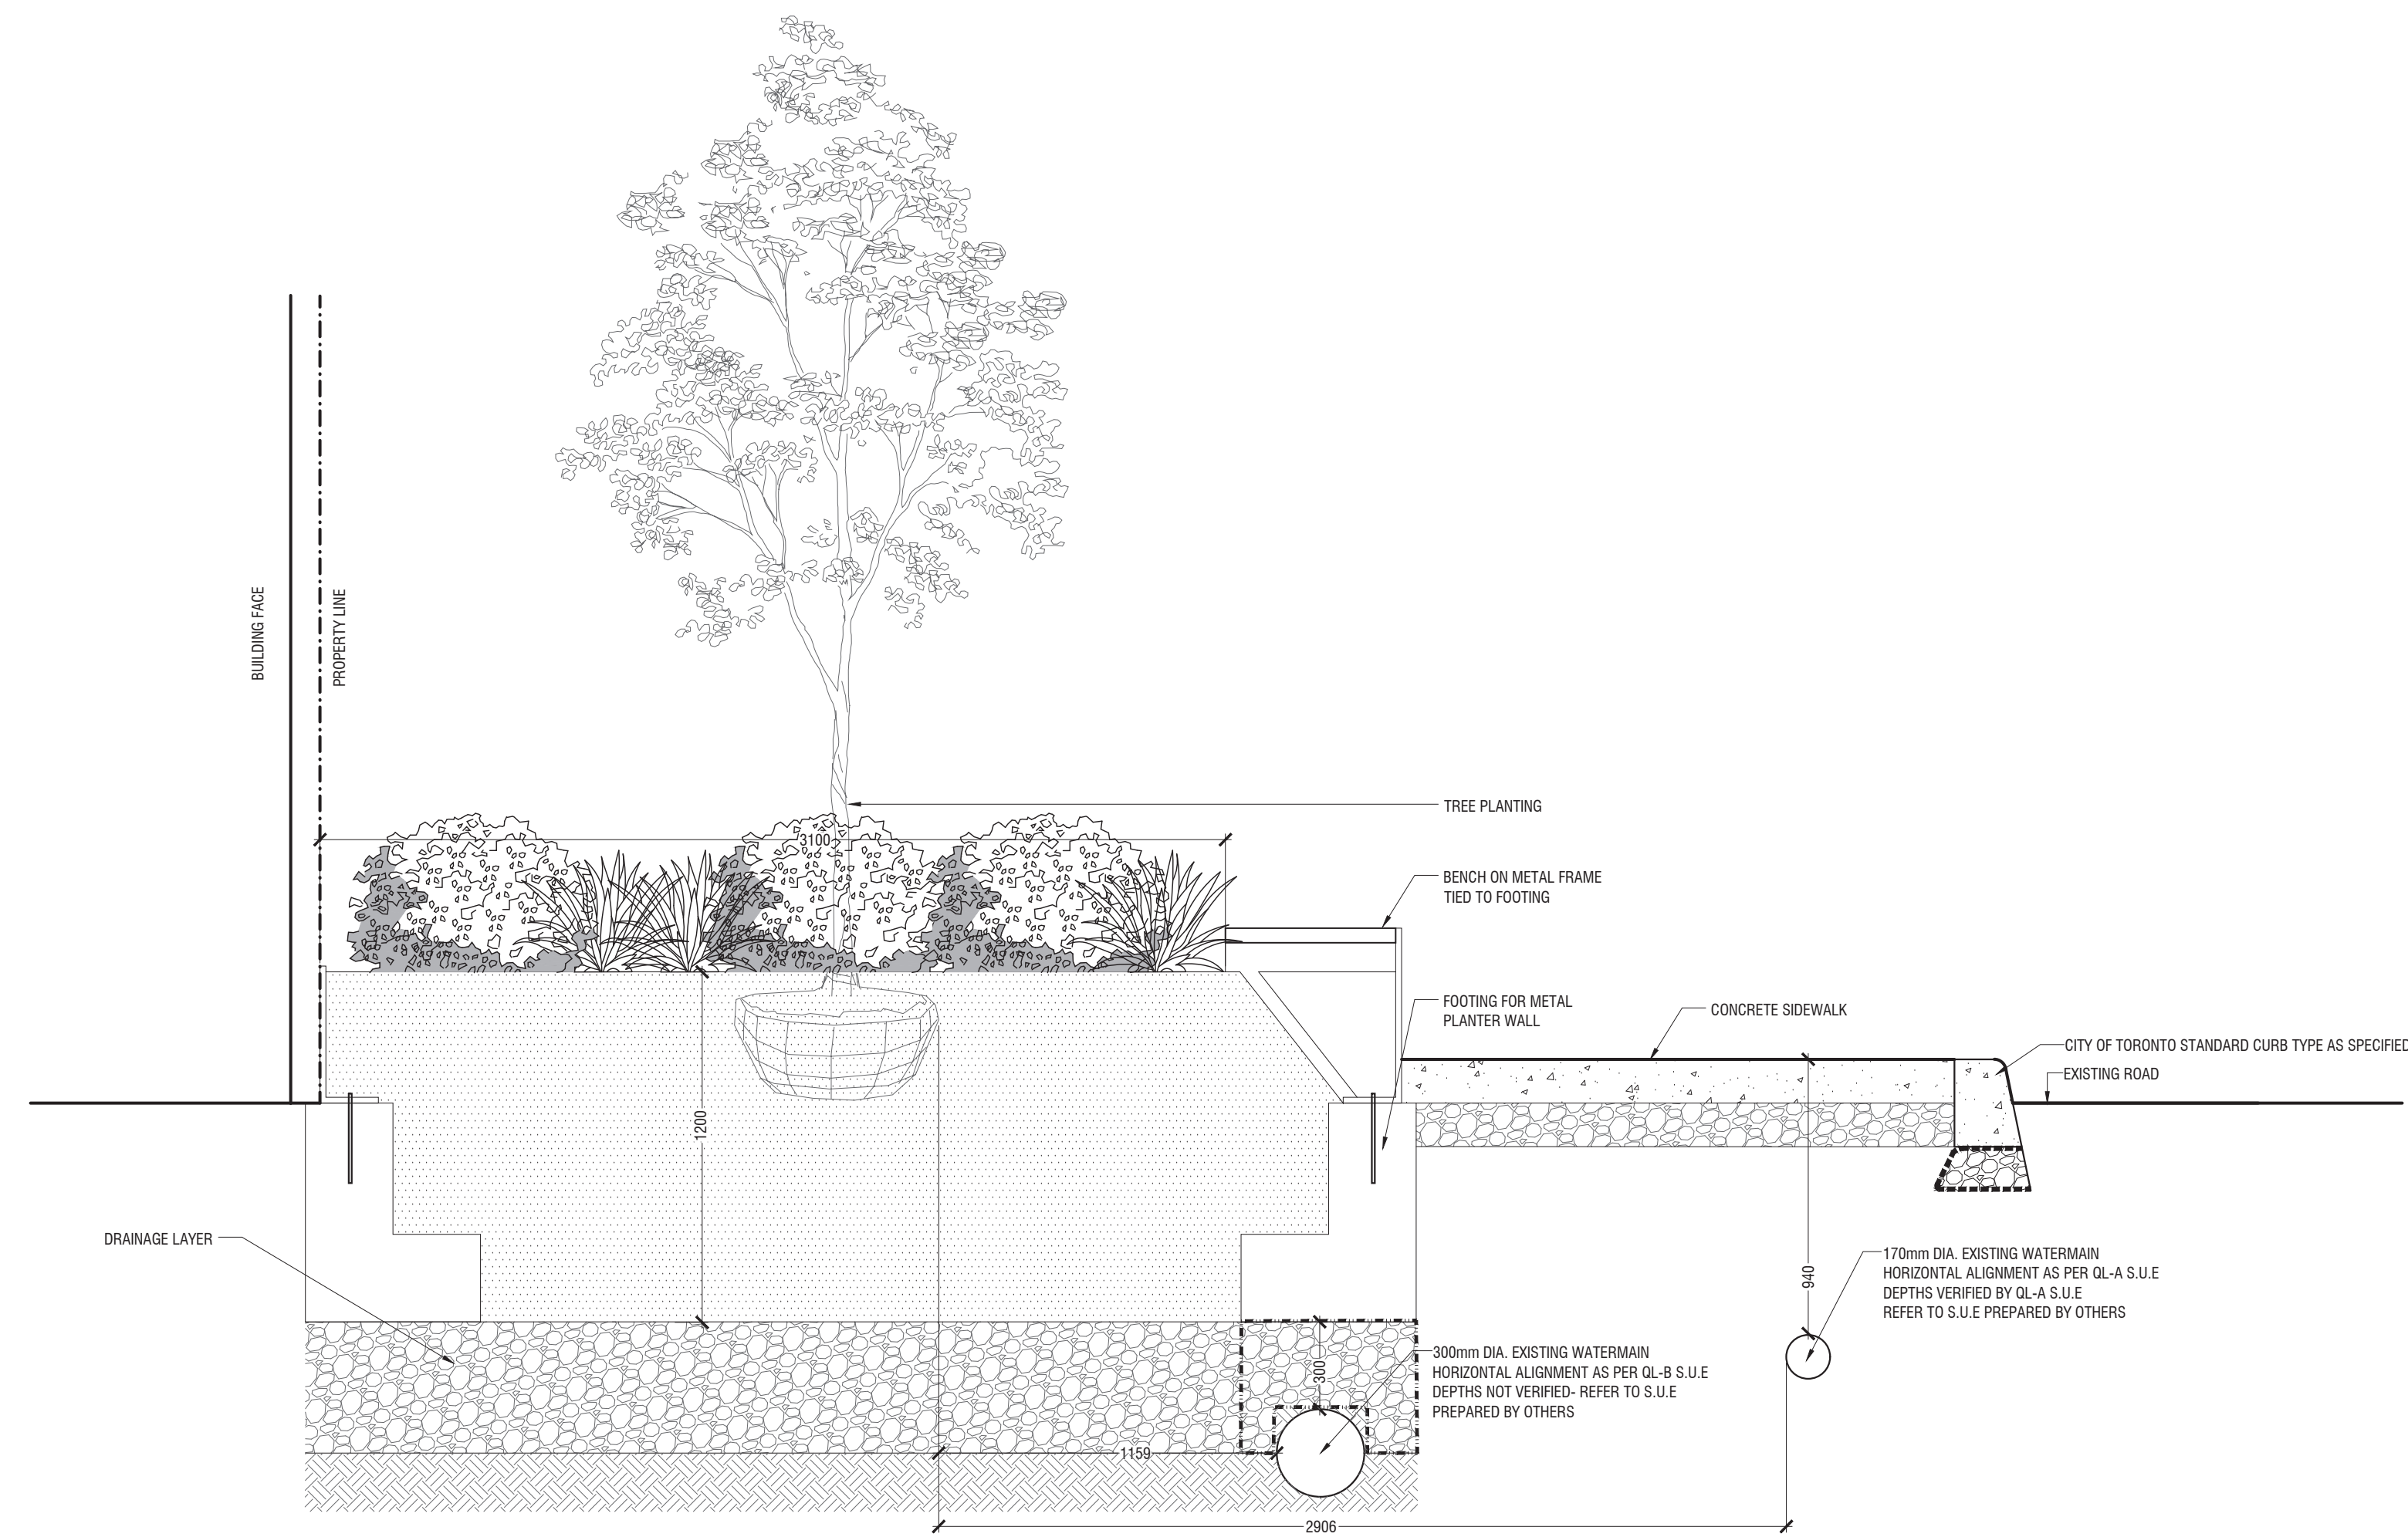 BUILDING FACE
PROPERTY LINE
TREE PLANTING
3100
BENCH ON METAL FRAME
TIED TO FOOTING
FOOTING FOR METAL
PLANTER WALL
CONCRETE SIDEWALK
CITY OF TORONTO STANDARD CURB TYPE AS SPECIFIED
EXISTING ROAD
1200
DRAINAGE LAYER
940
170mm DIA. EXISTING WATERMAIN
HORIZONTAL ALIGNMENT AS PER QL-A S.U.E
DEPTHS VERIFIED BY QL-A S.U.E
REFER TO S.U.E PREPARED BY OTHERS
300
300mm DIA. EXISTING WATERMAIN
HORIZONTAL ALIGNMENT AS PER QL-B S.U.E
DEPTHS NOT VERIFIED- REFER TO S.U.E
PREPARED BY OTHERS
1159
2906